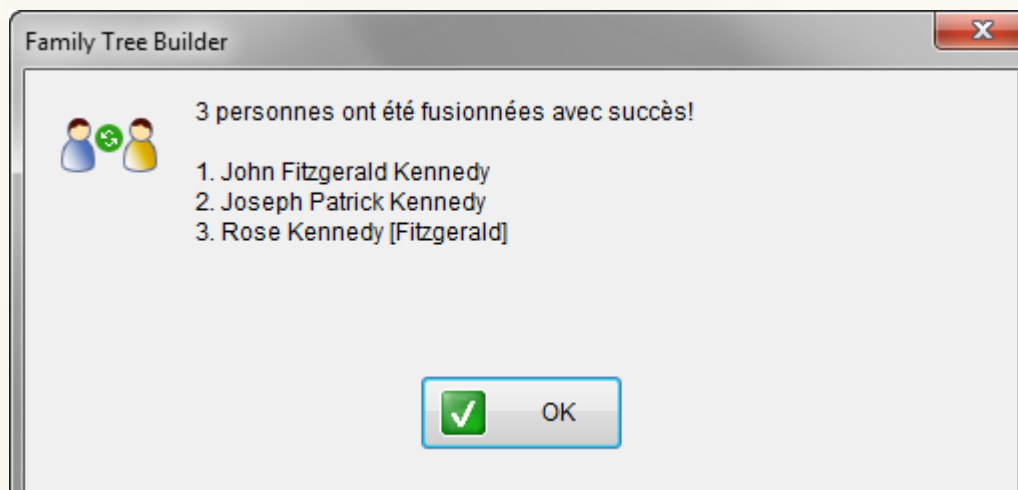 Family Tree Builder
3 personnes ont été fusionnées avec succès!
1. John Fitzgerald Kennedy
2. Joseph Patrick Kennedy
3. Rose Kennedy [Fitzgerald]
OK